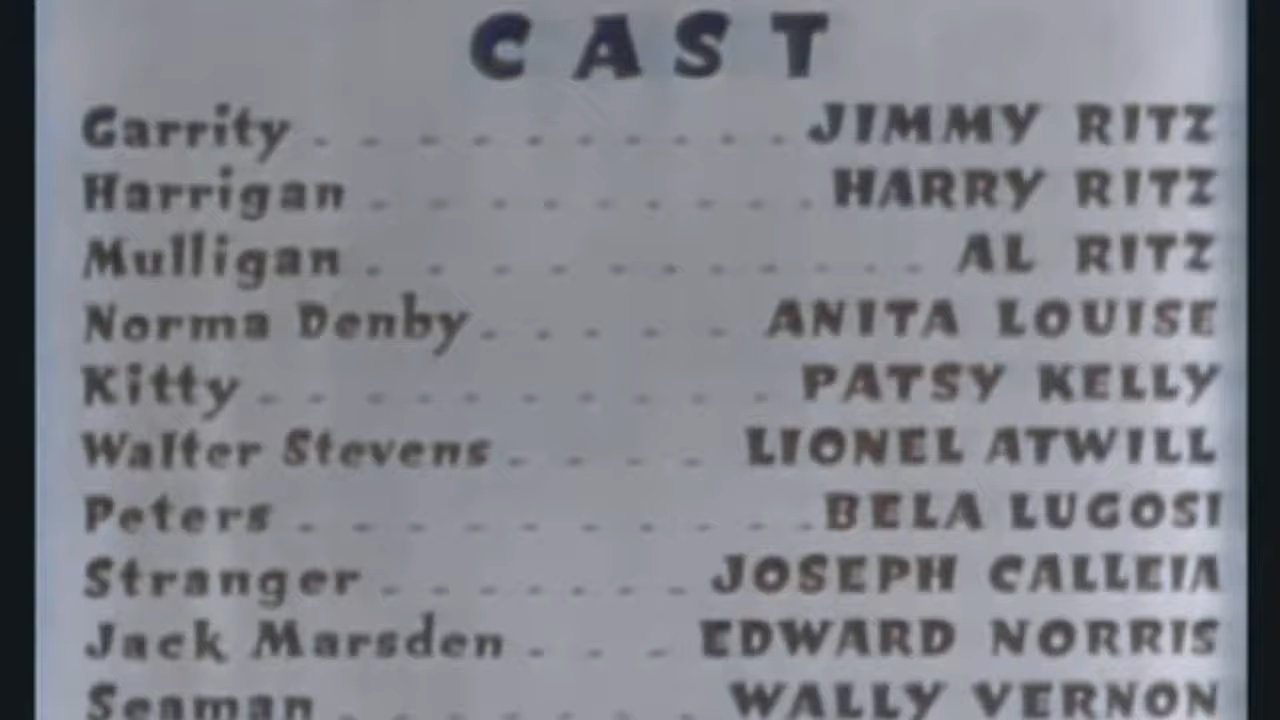 CAST
Garrity . . . . . . . . . . JIMMY RITZ
Harrigan . . . . . . . . . HARRY RITZ
Mulligan . . . . . . . . . . . AL RITZ
Norma Denby . . . . . ANITA LOUISE
Kitty . . . . . . . . . . PATSY KELLY
Walter Stevens . . . . LIONEL ATWILL
Peters . . . . . . . . . . BELA LUGOSI
Stranger . . . . . . . JOSEPH CALLEIA
Jack Marsden . . . EDWARD NORRIS
Seaman . . . . . . . WALLY VERNON